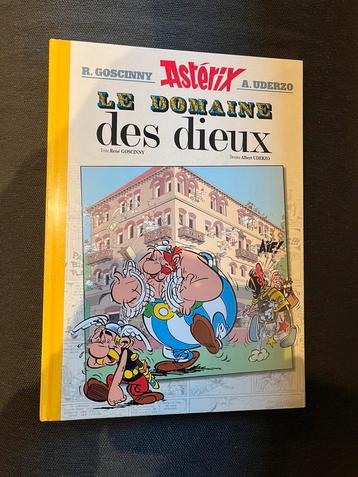 R. GOSCINNY Astérix A. UDERZO
LE DOMAINE
des dieux
Texte René GOSCINNY Dessins Albert UDERZO
AÏE!